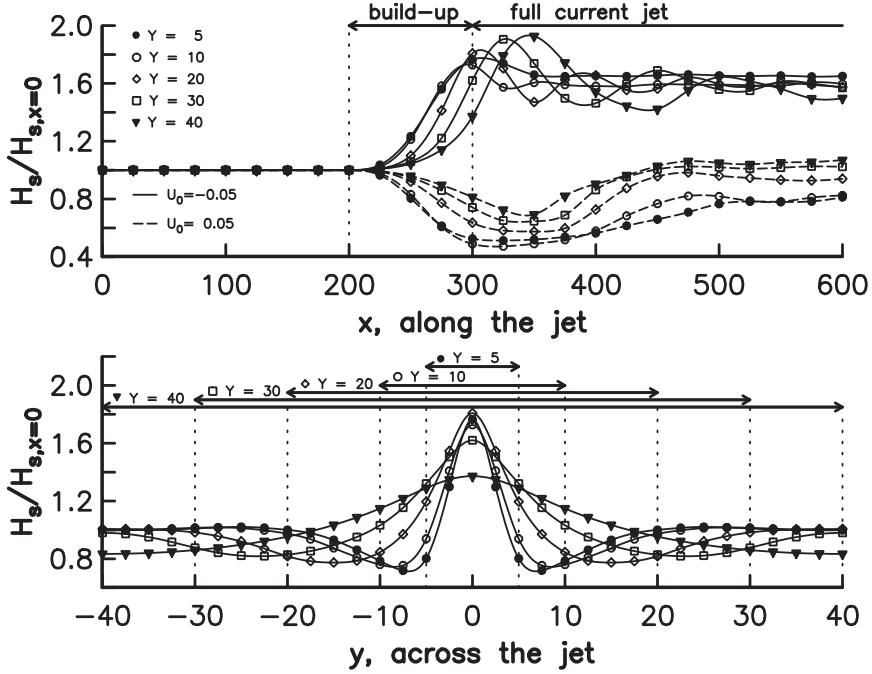 build-up full current jet
2.0
1.6
1.2
0.8
0.4
Hs/Hs,x=0
Y = 5
Y = 10
Y = 20
Y = 30
Y = 40
U0=-0.05
U0= 0.05
0 100 200 300 400 500 600
x, along the jet
Y = 5
Y = 10
Y = 20
Y = 30
Y = 40
2.0
1.6
1.2
0.8
Hs/Hs,x=0
-40 -30 -20 -10 0 10 20 30 40
y, across the jet